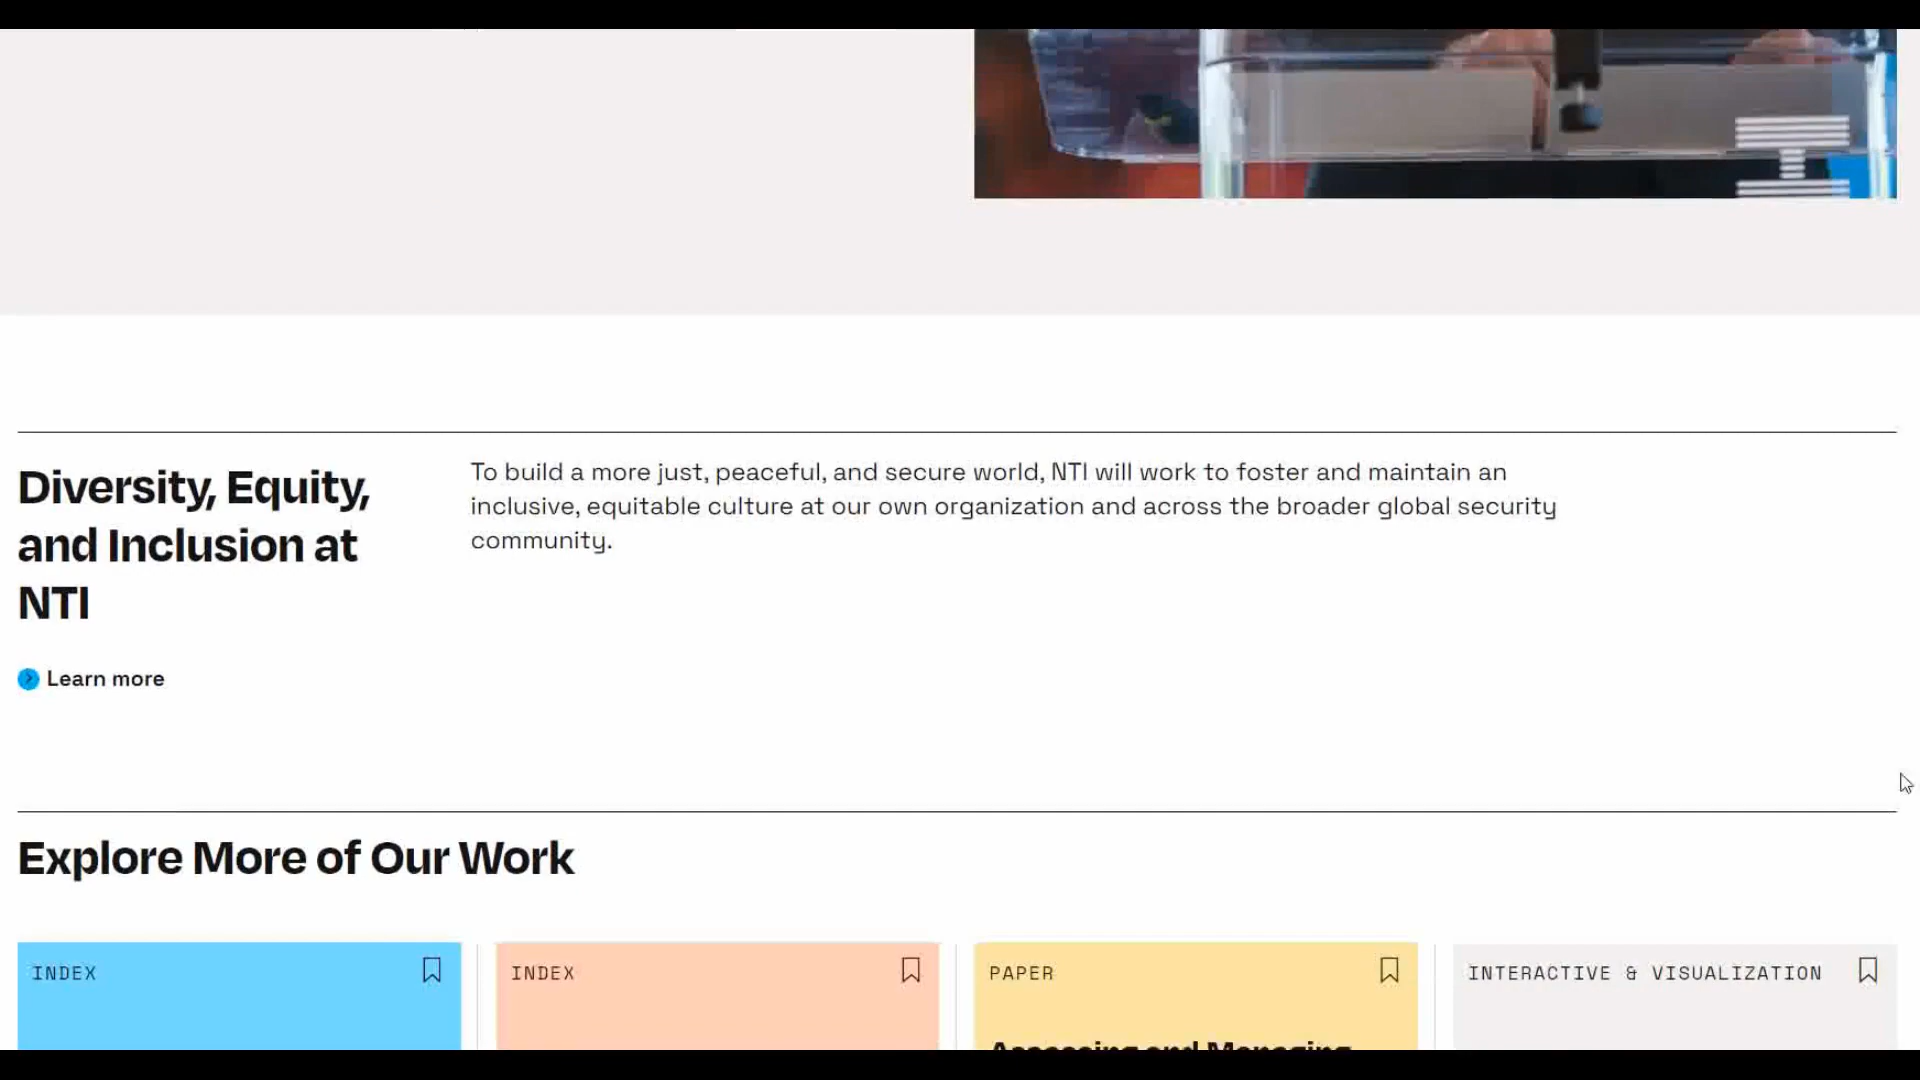 Diversity, Equity,
and Inclusion at
NTI
Learn more
To build a more just, peaceful, and secure world, NTI will work to foster and maintain an
inclusive, equitable culture at our own organization and across the broader global security
community.
Explore More of Our Work
INDEX
INDEX
PAPER
Assessing and Managing
INTERACTIVE & VISUALIZATION